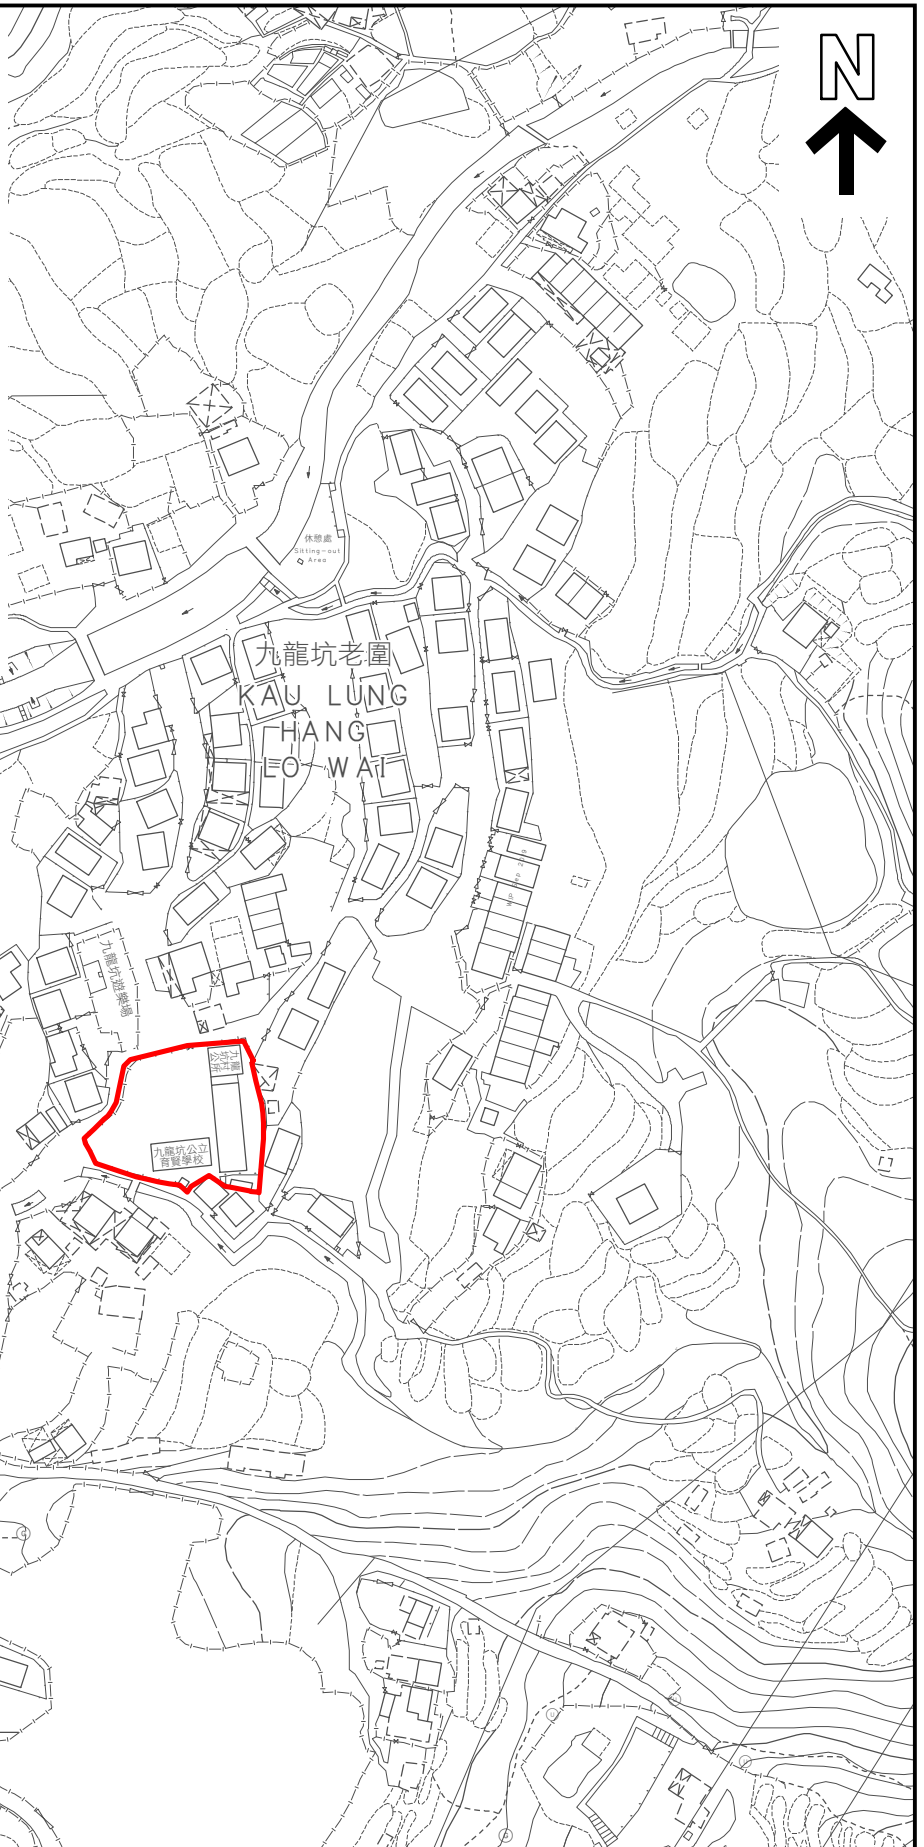 N
休憩處
Sitting-out
Area
九龍坑老圍
KAU LUNG
HANG
LO WAI
九龍坑遊樂場
九龍
坑村
公所
九龍坑公立
育賢學校